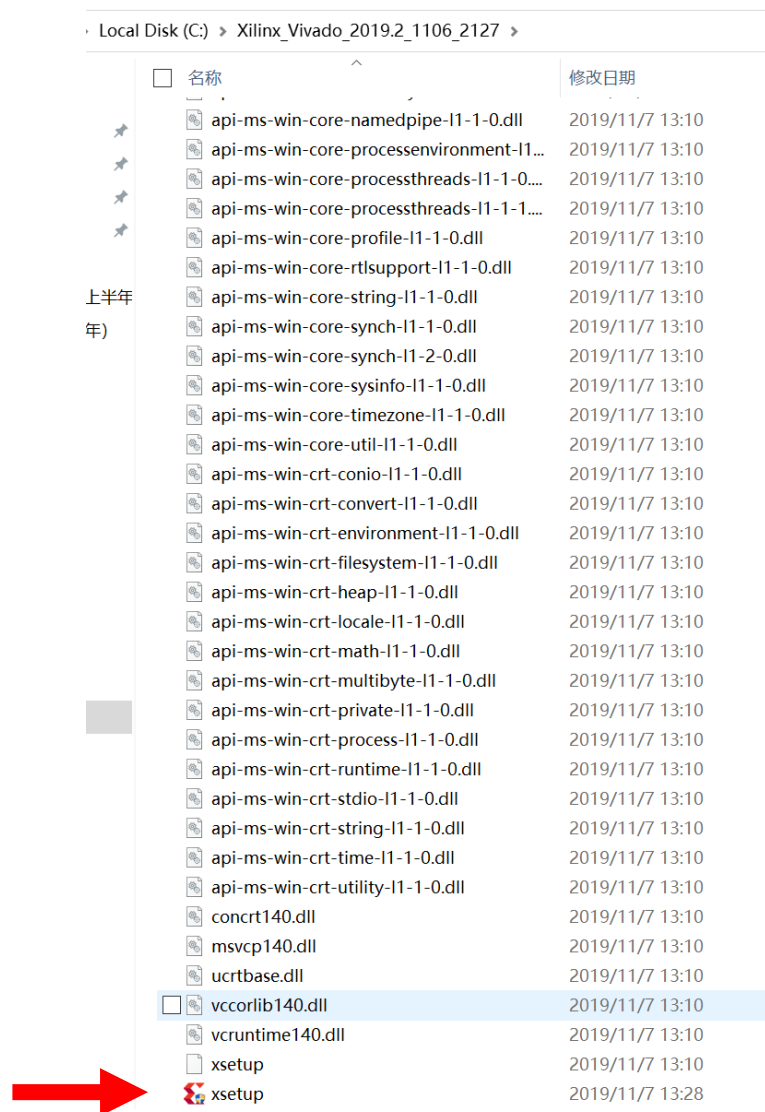 Local Disk (C:) > Xilinx_Vivado_2019.2_1106_2127 >
名称 修改日期
api-ms-win-core-namedpipe-l1-1-0.dll 2019/11/7 13:10
api-ms-win-core-processenvironment-l1... 2019/11/7 13:10
api-ms-win-core-processthreads-l1-1-0.... 2019/11/7 13:10
api-ms-win-core-processthreads-l1-1-1.... 2019/11/7 13:10
api-ms-win-core-profile-l1-1-0.dll 2019/11/7 13:10
api-ms-win-core-rtlsupport-l1-1-0.dll 2019/11/7 13:10
上半年 api-ms-win-core-string-l1-1-0.dll 2019/11/7 13:10
年) api-ms-win-core-synch-l1-1-0.dll 2019/11/7 13:10
api-ms-win-core-synch-l1-2-0.dll 2019/11/7 13:10
api-ms-win-core-sysinfo-l1-1-0.dll 2019/11/7 13:10
api-ms-win-core-timezone-l1-1-0.dll 2019/11/7 13:10
api-ms-win-core-util-l1-1-0.dll 2019/11/7 13:10
api-ms-win-crt-conio-l1-1-0.dll 2019/11/7 13:10
api-ms-win-crt-convert-l1-1-0.dll 2019/11/7 13:10
api-ms-win-crt-environment-l1-1-0.dll 2019/11/7 13:10
api-ms-win-crt-filesystem-l1-1-0.dll 2019/11/7 13:10
api-ms-win-crt-heap-l1-1-0.dll 2019/11/7 13:10
api-ms-win-crt-locale-l1-1-0.dll 2019/11/7 13:10
api-ms-win-crt-math-l1-1-0.dll 2019/11/7 13:10
api-ms-win-crt-multibyte-l1-1-0.dll 2019/11/7 13:10
api-ms-win-crt-private-l1-1-0.dll 2019/11/7 13:10
api-ms-win-crt-process-l1-1-0.dll 2019/11/7 13:10
api-ms-win-crt-runtime-l1-1-0.dll 2019/11/7 13:10
api-ms-win-crt-stdio-l1-1-0.dll 2019/11/7 13:10
api-ms-win-crt-string-l1-1-0.dll 2019/11/7 13:10
api-ms-win-crt-time-l1-1-0.dll 2019/11/7 13:10
api-ms-win-crt-utility-l1-1-0.dll 2019/11/7 13:10
concrt140.dll 2019/11/7 13:10
msvcp140.dll 2019/11/7 13:10
ucrtbase.dll 2019/11/7 13:10
vccorlib140.dll 2019/11/7 13:10
vcruntime140.dll 2019/11/7 13:10
xsetup 2019/11/7 13:10
xsetup 2019/11/7 13:28